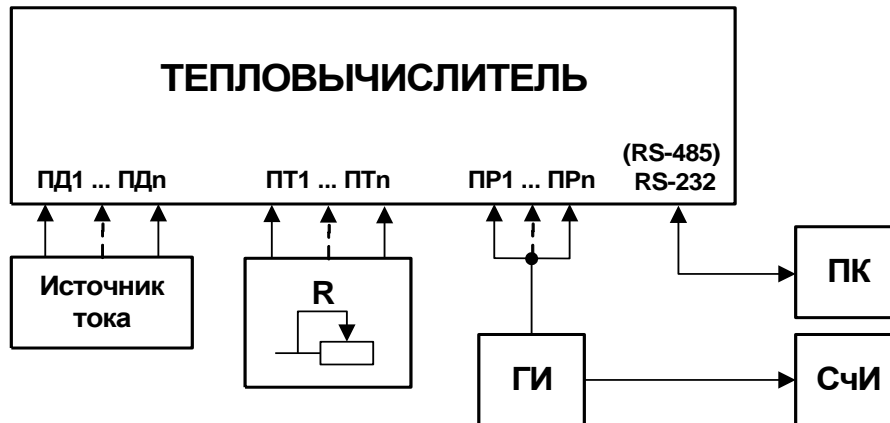 ТЕПЛОВЫЧИСЛИТЕЛЬ
(RS-485)
ПД1 ... ПДn ПТ1 ... ПТn ПР1 ... ПРn RS-232
Источник
тока
R
ПК
ГИ
СчИ